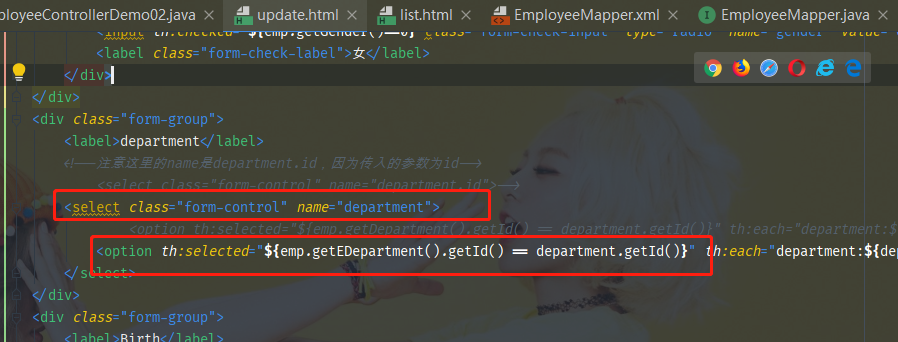 ployeeControllerDemo02.java × update.html × list.html × EmployeeMapper.xml × EmployeeMapper.java ×
<input th:checked="${emp.getGender()==0}" class="form-check-input" type="radio" name="gender" value="
<label class="form-check-label">女</label>
</div>
</div>
<div class="form-group">
<label>department</label>
<!--注意这里的name是department.id，因为传入的参数为id-->
<select class="form-control" name="department.id">-->
<select class="form-control" name="department">
<option th:selected="${emp.getDepartment().getId() == department.getId()}" th:each="department:$
<option th:selected="${emp.getEDepartment().getId() == department.getId()}" th:each="department:${dep
</select>
</div>
<div class="form-group">
<label>Birth</label>